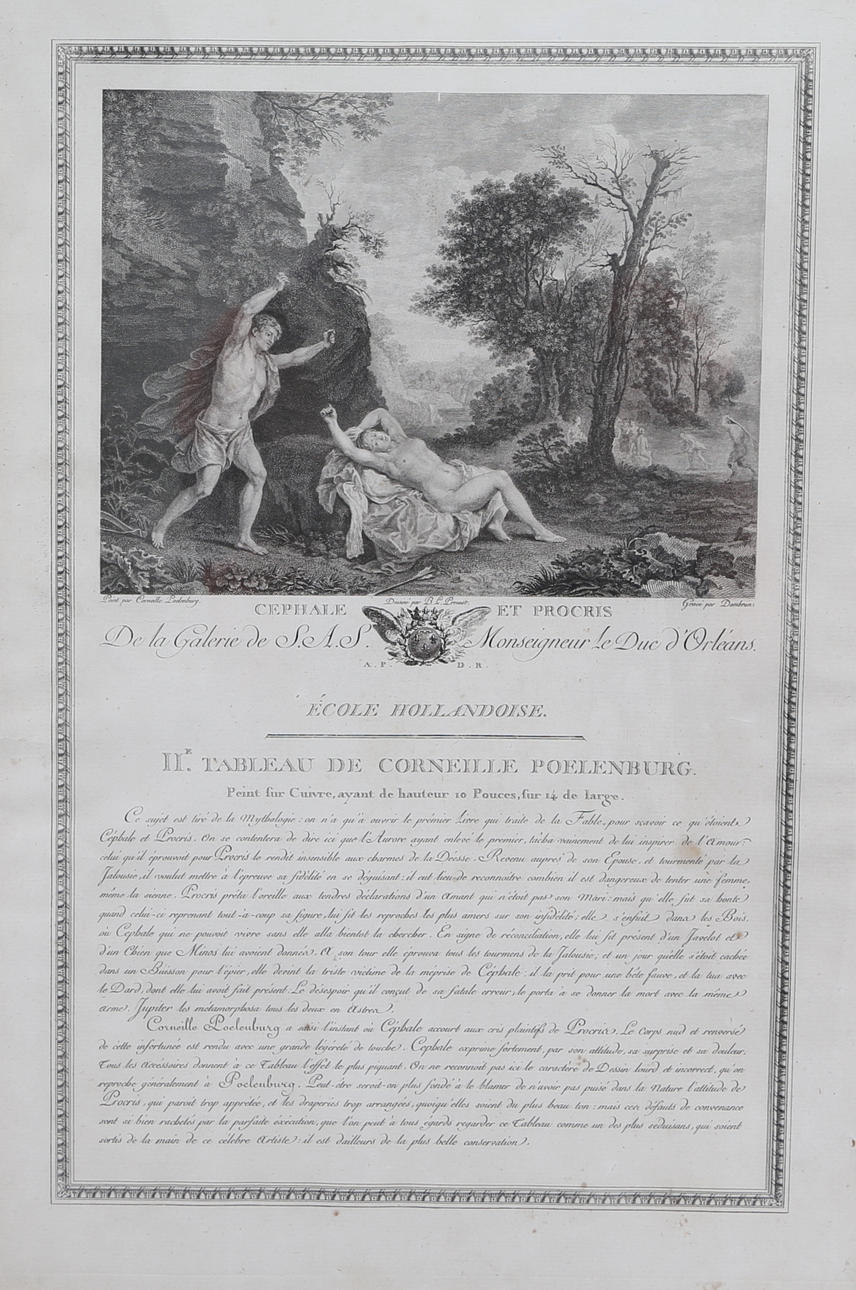 Peint par Corneille Poelenburg.
Dessiné par B. L. Prevost.
Gravé par Dambrun.
CEPHALE ET PROCRIS
De la Galerie de S.A.S. Monseigneur le Duc d'Orléans.
A. P. D. R.
ÉCOLE HOLLANDOISE.
IIE. TABLEAU DE CORNEILLE POELENBURG.
Peint sur Cuivre, ayant de hauteur 10 Pouces, sur 14 de large.
Ce sujet est tiré de la Mythologie : on n'a qu'à ouvrir le prémier Livre qui traite de la Fable, pour sçavoir ce qu'étoient
Céphale et Procris. On se contentera de dire ici que l'Aurore ayant enlevé le premier, tâcha vainement de lui inspirer de l'Amour :
celui qu'il éprouvoit pour Procris le rendit insensible aux charmes de la Déesse. Revenu auprès de son Epouse, et tourmenté par la
Jalousie, il voulut mettre à l'épreuve sa fidélité en se déguisant : il eut lieu de reconnoitre combien il est dangereux de tenter une femme,
même la sienne. Procris prêta l'oreille aux tendres déclarations d'un Amant qui n'étoit pas son Mari : mais qu'elle fut sa honte
quand celui-ci reprenant tout-à-coup sa figure, lui fit les reproches les plus amers sur son infidélité ; elle s'enfuit dans les Bois,
où Céphale qui ne pouvoit vivre sans elle alla bientot la chercher. En signe de réconciliation, elle lui fit présent d'un Javelot et
d'un Chien que Minos lui avoient donnés. A son tour elle éprouva tous les tourmens de la Jalousie, et un jour qu'elle s'étoit cachée
dans un Buisson pour l'épier, elle devint la triste victime de la méprise de Céphale : il la prit pour une bête fauve, et la tua avec
le Dard, dont elle lui avoit fait présent. Le désespoir qu'il conçut de sa fatale erreur, le porta à se donner la mort avec la même
arme. Jupiter les métamorphosa tous les deux en Astres.
Corneille Poelenburg a saisi l'instant où Céphale accourt aux cris plaintifs de Procris. Le corps nud et renversé
de cette infortunée est rendu avec une grande légéreté de touche. Céphale exprime fortement, par son attitude, sa surprise et sa douleur.
Tous les Accéssoires donnent à ce Tableau l'éffet le plus piquant. On ne reconnoit pas ici le caractère de Dessin lourd et incorrect, qu'on
reproche généralement à Poelenburg. Peut-être seroit-on plus fondé à le blamer de n'avoir pas puisé dans la Nature l'attitude de
Procris, qui paroit trop apprêtée, et les draperies trop arrangées, quoiqu'elles soient du plus beau ton : mais ces défauts de convenance
sont si bien rachetés par la parfaite éxécution, que l'on peut à tous égards regarder ce Tableau comme un des plus séduisans, qui soient
sortis de la main de ce célèbre Artiste : il est d'ailleurs de la plus belle conservation.